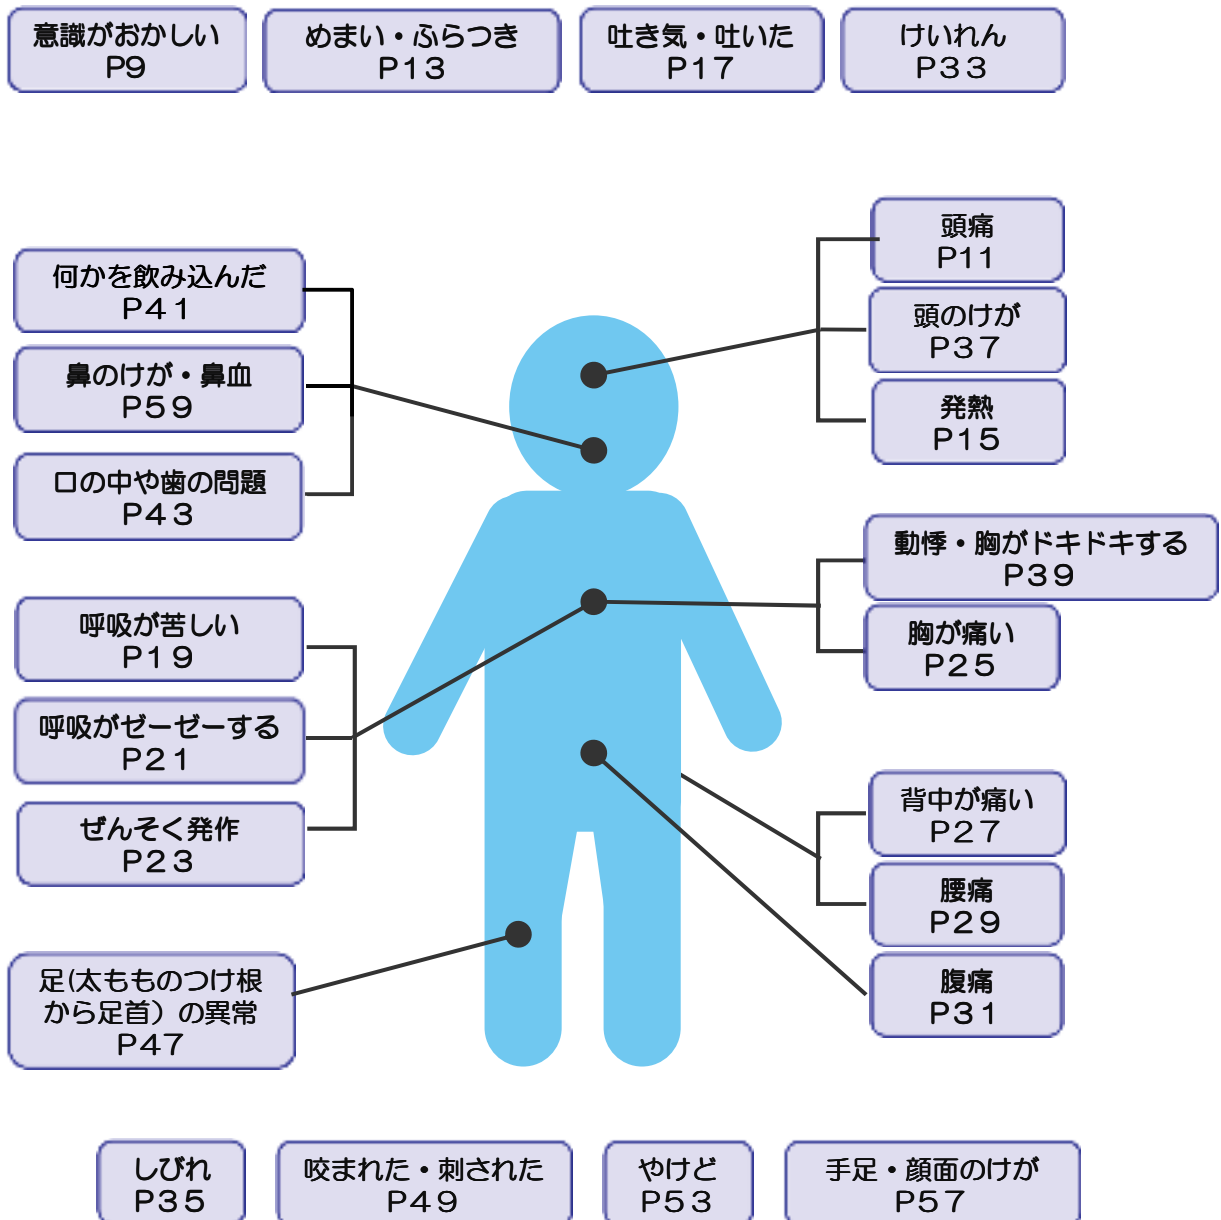 意識がおかしい
P9
めまい・ふらつき
P13
吐き気・吐いた
P17
けいれん
P33
何かを飲み込んだ
P41
鼻のけが・鼻血
P59
口の中や歯の問題
P43
呼吸が苦しい
P19
呼吸がゼーゼーする
P21
ぜんそく発作
P23
足(太もものつけ根
から足首）の異常
P47
頭痛
P11
頭のけが
P37
発熱
P15
動悸・胸がドキドキする
P39
胸が痛い
P25
背中が痛い
P27
腰痛
P29
腹痛
P31
しびれ
P35
咬まれた・刺された
P49
やけど
P53
手足・顔面のけが
P57